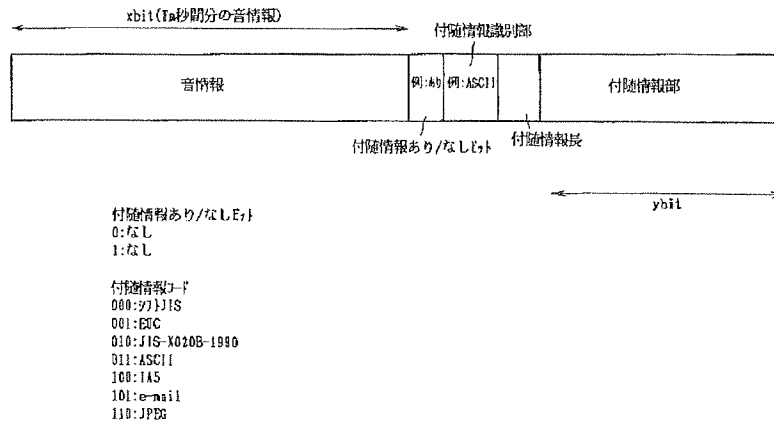 xbit(Tm秒間分の音情報)
付随情報識別部
音情報
例:あり
例:ASCII
付随情報部
付随情報あり/なしビット
付随情報長
ybit
付随情報あり/なしビット
0:なし
1:なし
付随情報コード
000:シフトJIS
001:EUC
010:JIS-X0208-1990
011:ASCII
100:IA5
101:e-mail
110:JPEG